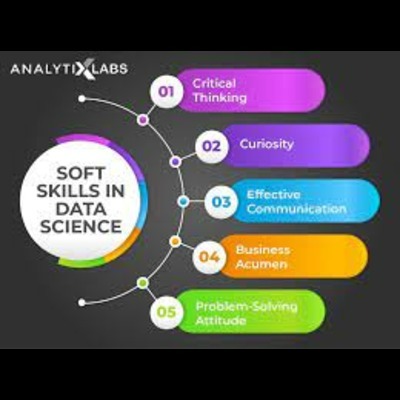 ANALYTIXLABS
SOFT
SKILLS IN
DATA
SCIENCE
01
Critical
Thinking
02
Curiosity
03
Effective
Communication
04
Business
Acumen
05
Problem-Solving
Attitude